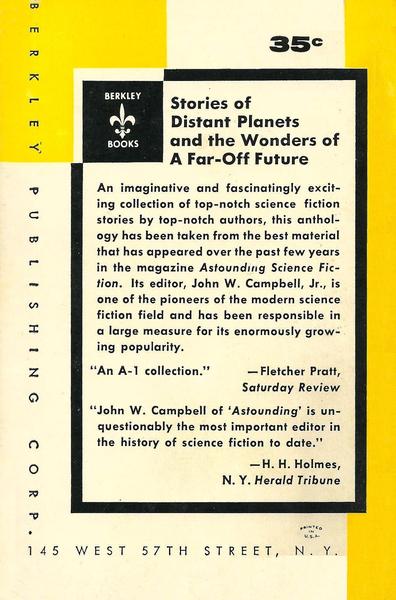 35c
BERKLEY
BOOKS
Stories of
Distant Planets
and the Wonders of
A Far-Off Future
An imaginative and fascinatingly excit-
ing collection of top-notch science fiction
stories by top-notch authors, this anthol-
ogy has been taken from the best material
that has appeared over the past few years
in the magazine Astounding Science Fic-
tion. Its editor, John W. Campbell, Jr., is
one of the pioneers of the modern science
fiction field and has been responsible in
a large measure for its enormously grow-
ing popularity.
"An A-1 collection."
—Fletcher Pratt,
Saturday Review
"John W. Campbell of 'Astounding' is un-
questionably the most important editor in
the history of science fiction to date."
—H. H. Holmes,
N. Y. Herald Tribune
PRINTED
IN
U.S.A.
BERKLEY PUBLISHING CORP.
145 WEST 57TH STREET, N. Y.